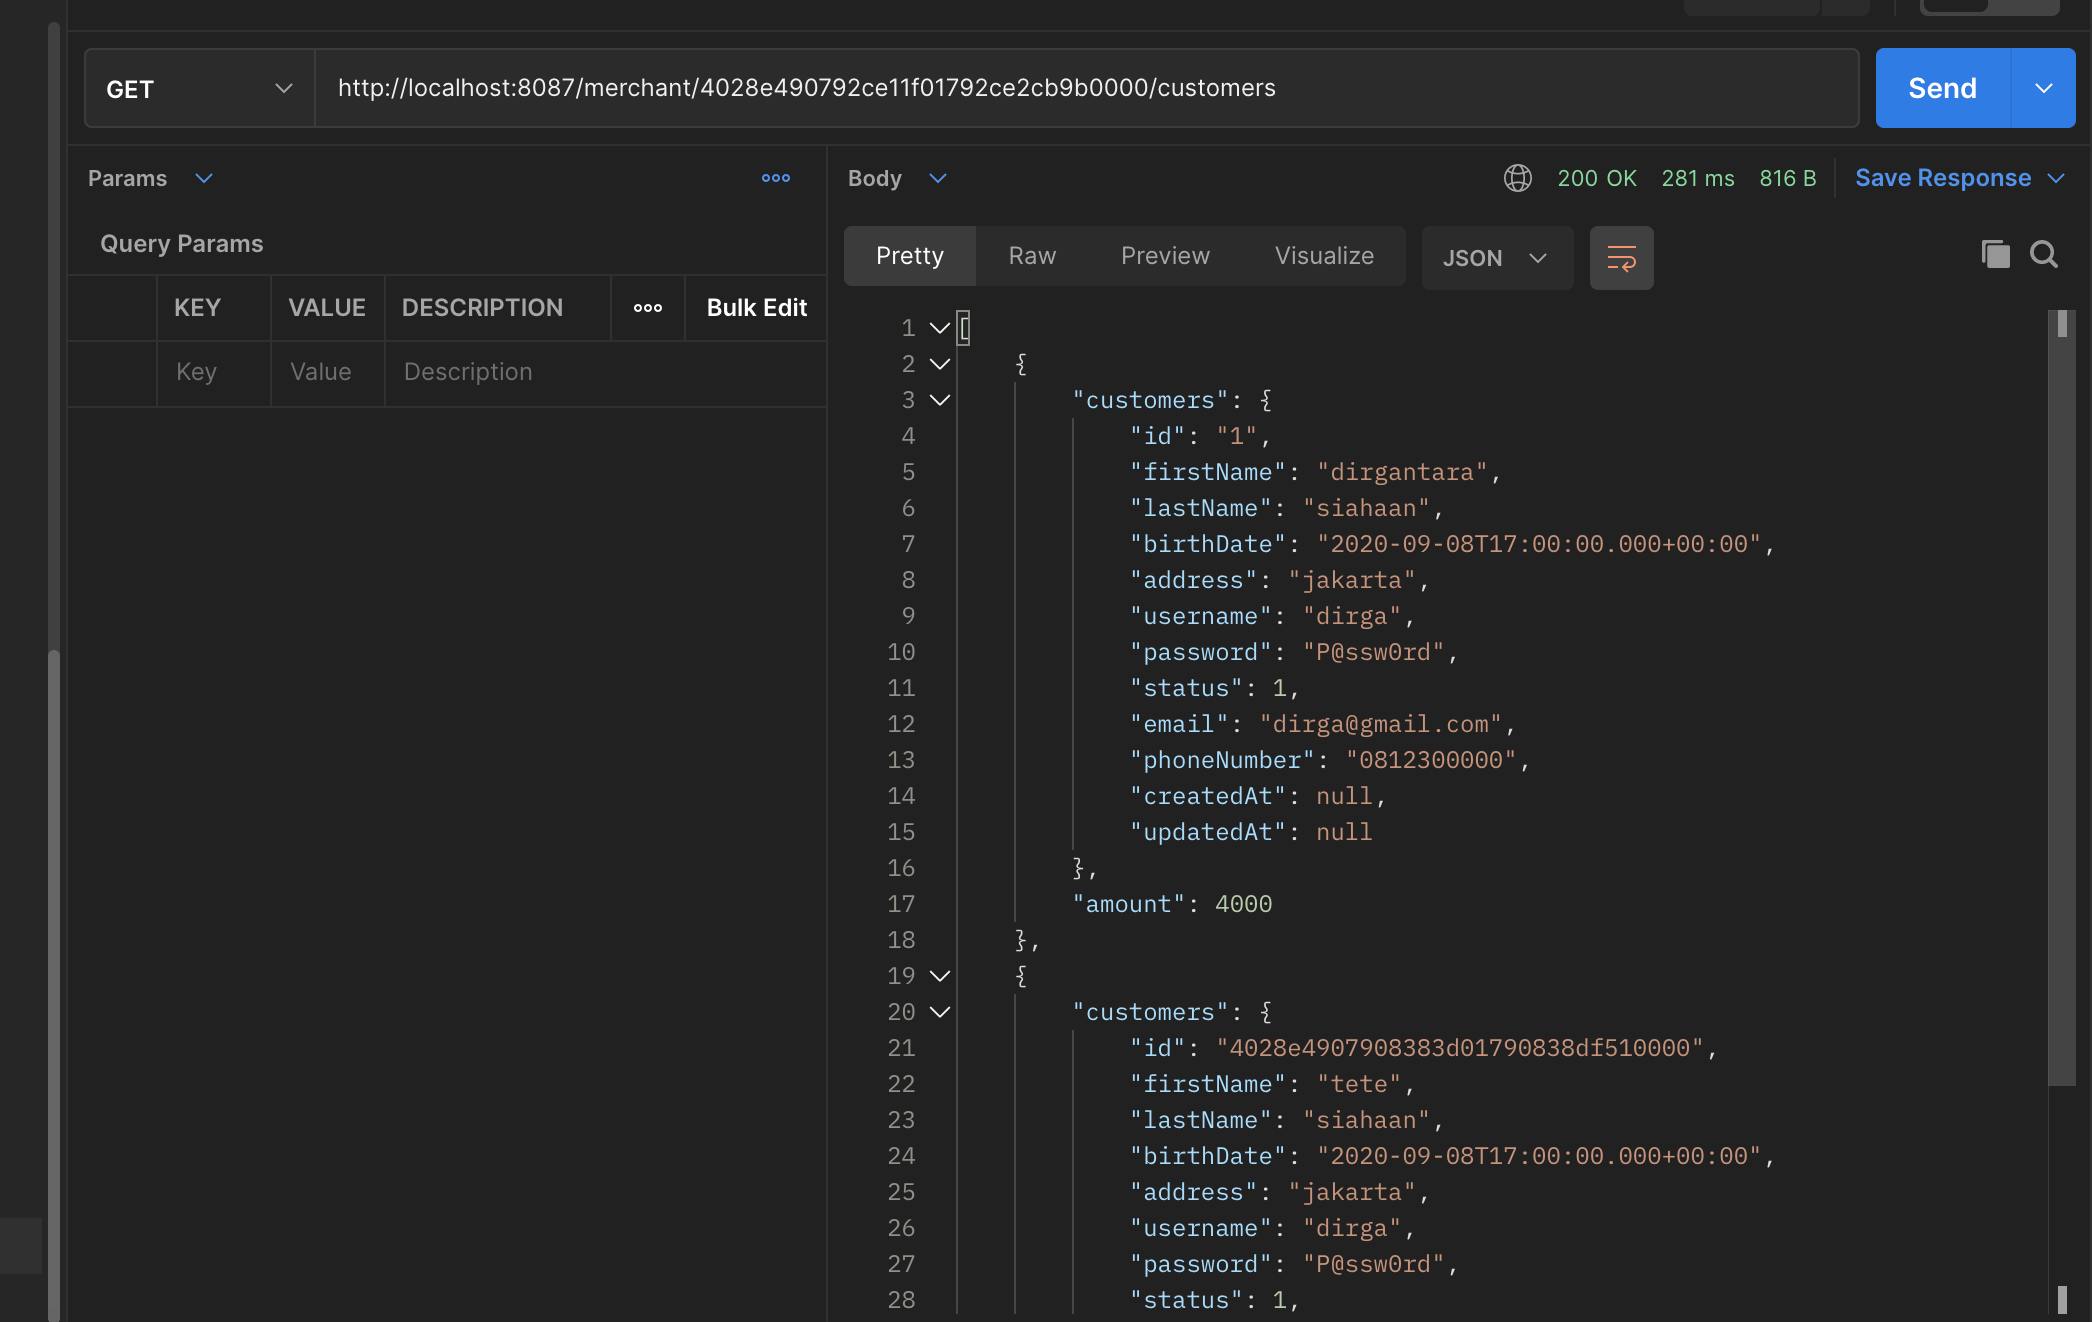 GET
http://localhost:8087/merchant/4028e490792ce11f01792ce2cb9b0000/customers
Send
Params
Body
200 OK 281 ms 816 B
Save Response
Query Params
Pretty Raw Preview Visualize
JSON
KEY VALUE DESCRIPTION Bulk Edit
Key Value Description
1 [
2 {
3 "customers": {
4 "id": "1",
5 "firstName": "dirgantara",
6 "lastName": "siahaan",
7 "birthDate": "2020-09-08T17:00:00.000+00:00",
8 "address": "jakarta",
9 "username": "dirga",
10 "password": "P@ssw0rd",
11 "status": 1,
12 "email": "dirga@gmail.com",
13 "phoneNumber": "0812300000",
14 "createdAt": null,
15 "updatedAt": null
16 },
17 "amount": 4000
18 },
19 {
20 "customers": {
21 "id": "4028e4907908383d01790838df510000",
22 "firstName": "tete",
23 "lastName": "siahaan",
24 "birthDate": "2020-09-08T17:00:00.000+00:00",
25 "address": "jakarta",
26 "username": "dirga",
27 "password": "P@ssw0rd",
28 "status": 1,